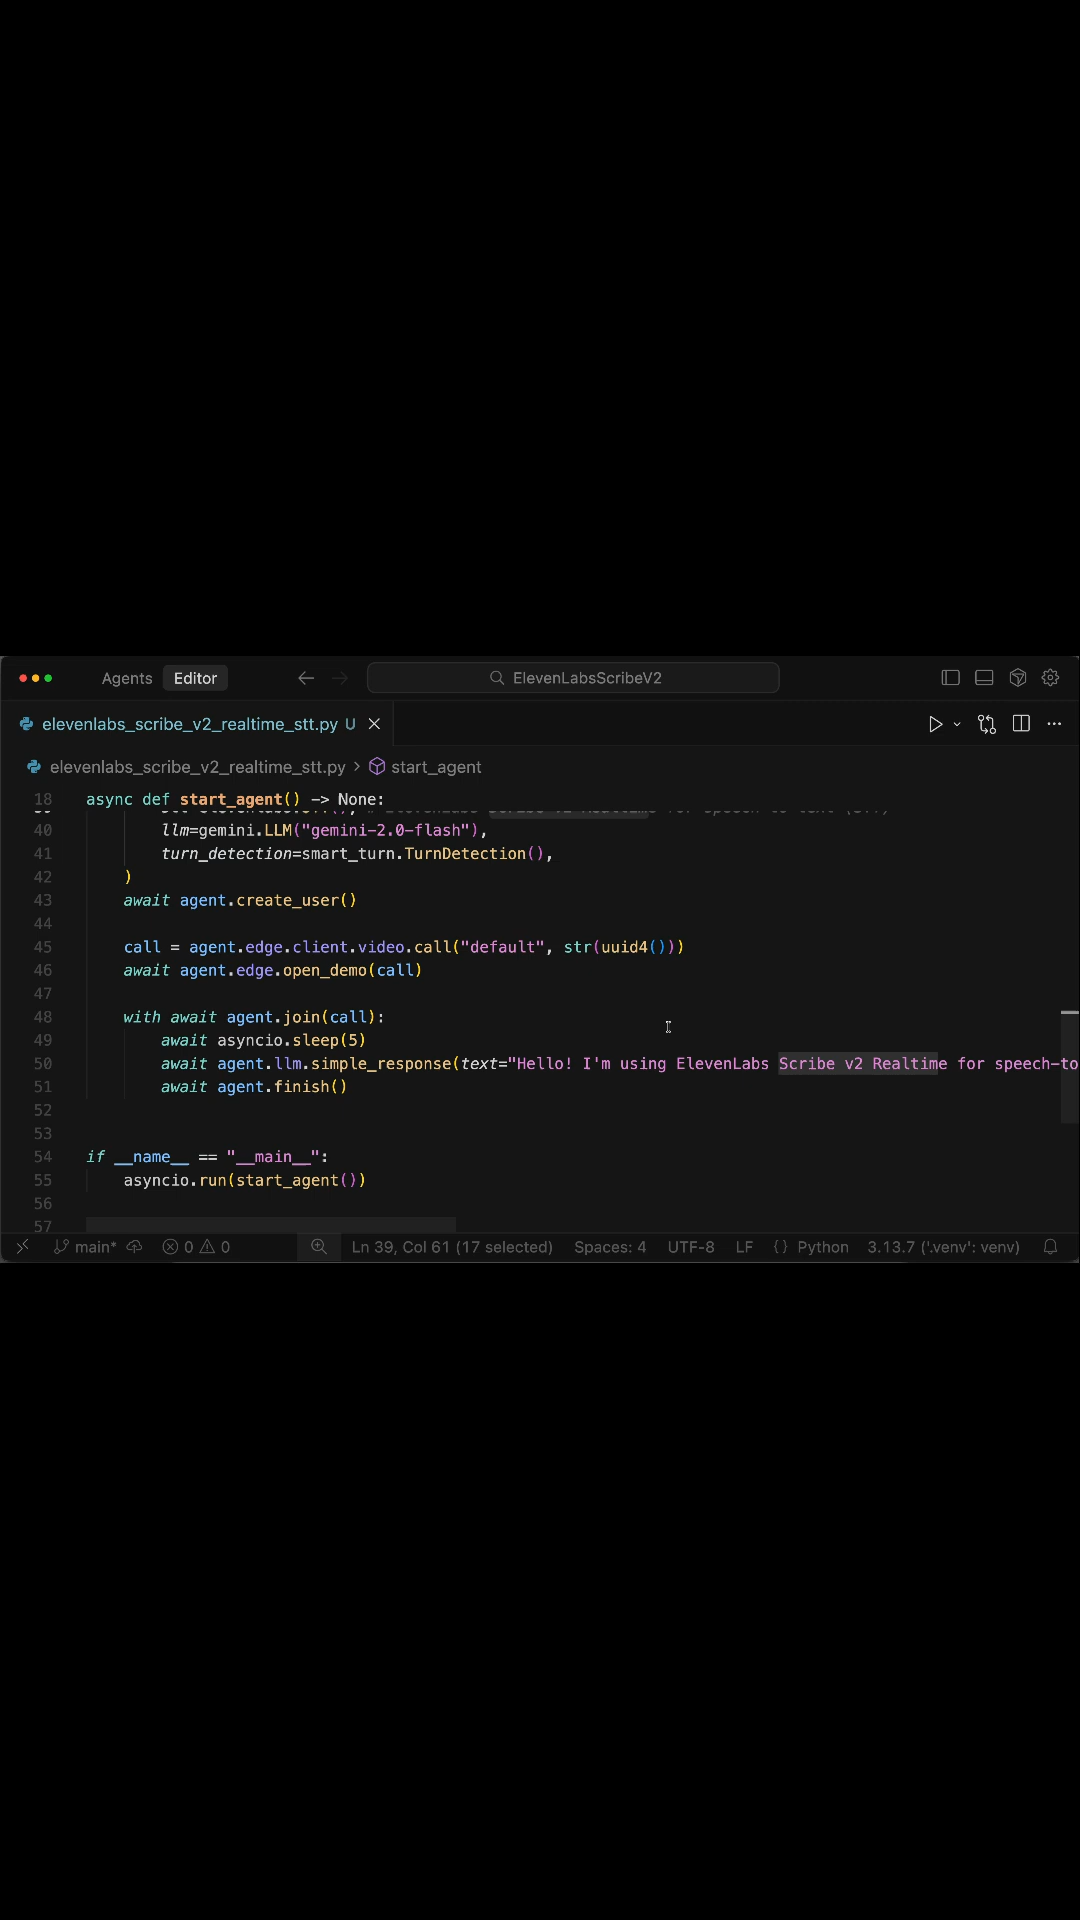 Agents Editor ElevenLabsScribeV2
elevenlabs_scribe_v2_realtime_stt.py U
elevenlabs_scribe_v2_realtime_stt.py > start_agent
18 async def start_agent() -> None:
40 llm=gemini.LLM("gemini-2.0-flash"),
41 turn_detection=smart_turn.TurnDetection(),
42 )
43 await agent.create_user()
44
45 call = agent.edge.client.video.call("default", str(uuid4()))
46 await agent.edge.open_demo(call)
47
48 with await agent.join(call):
49 await asyncio.sleep(5)
50 await agent.llm.simple_response(text="Hello! I'm using ElevenLabs Scribe v2 Realtime for speech-to
51 await agent.finish()
52
53
54 if __name__ == "__main__":
55 asyncio.run(start_agent())
56
57
main* 0 0 Ln 39, Col 61 (17 selected) Spaces: 4 UTF-8 LF {} Python 3.13.7 ('.venv': venv)